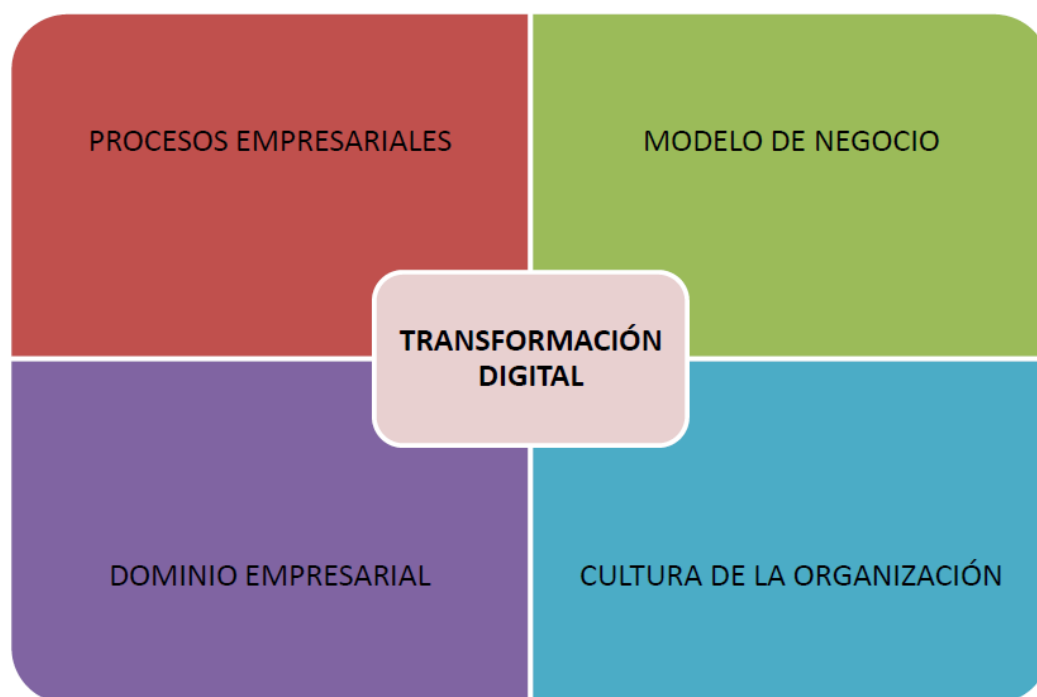 PROCESOS EMPRESARIALES
MODELO DE NEGOCIO
TRANSFORMACIÓN
DIGITAL
DOMINIO EMPRESARIAL
CULTURA DE LA ORGANIZACIÓN